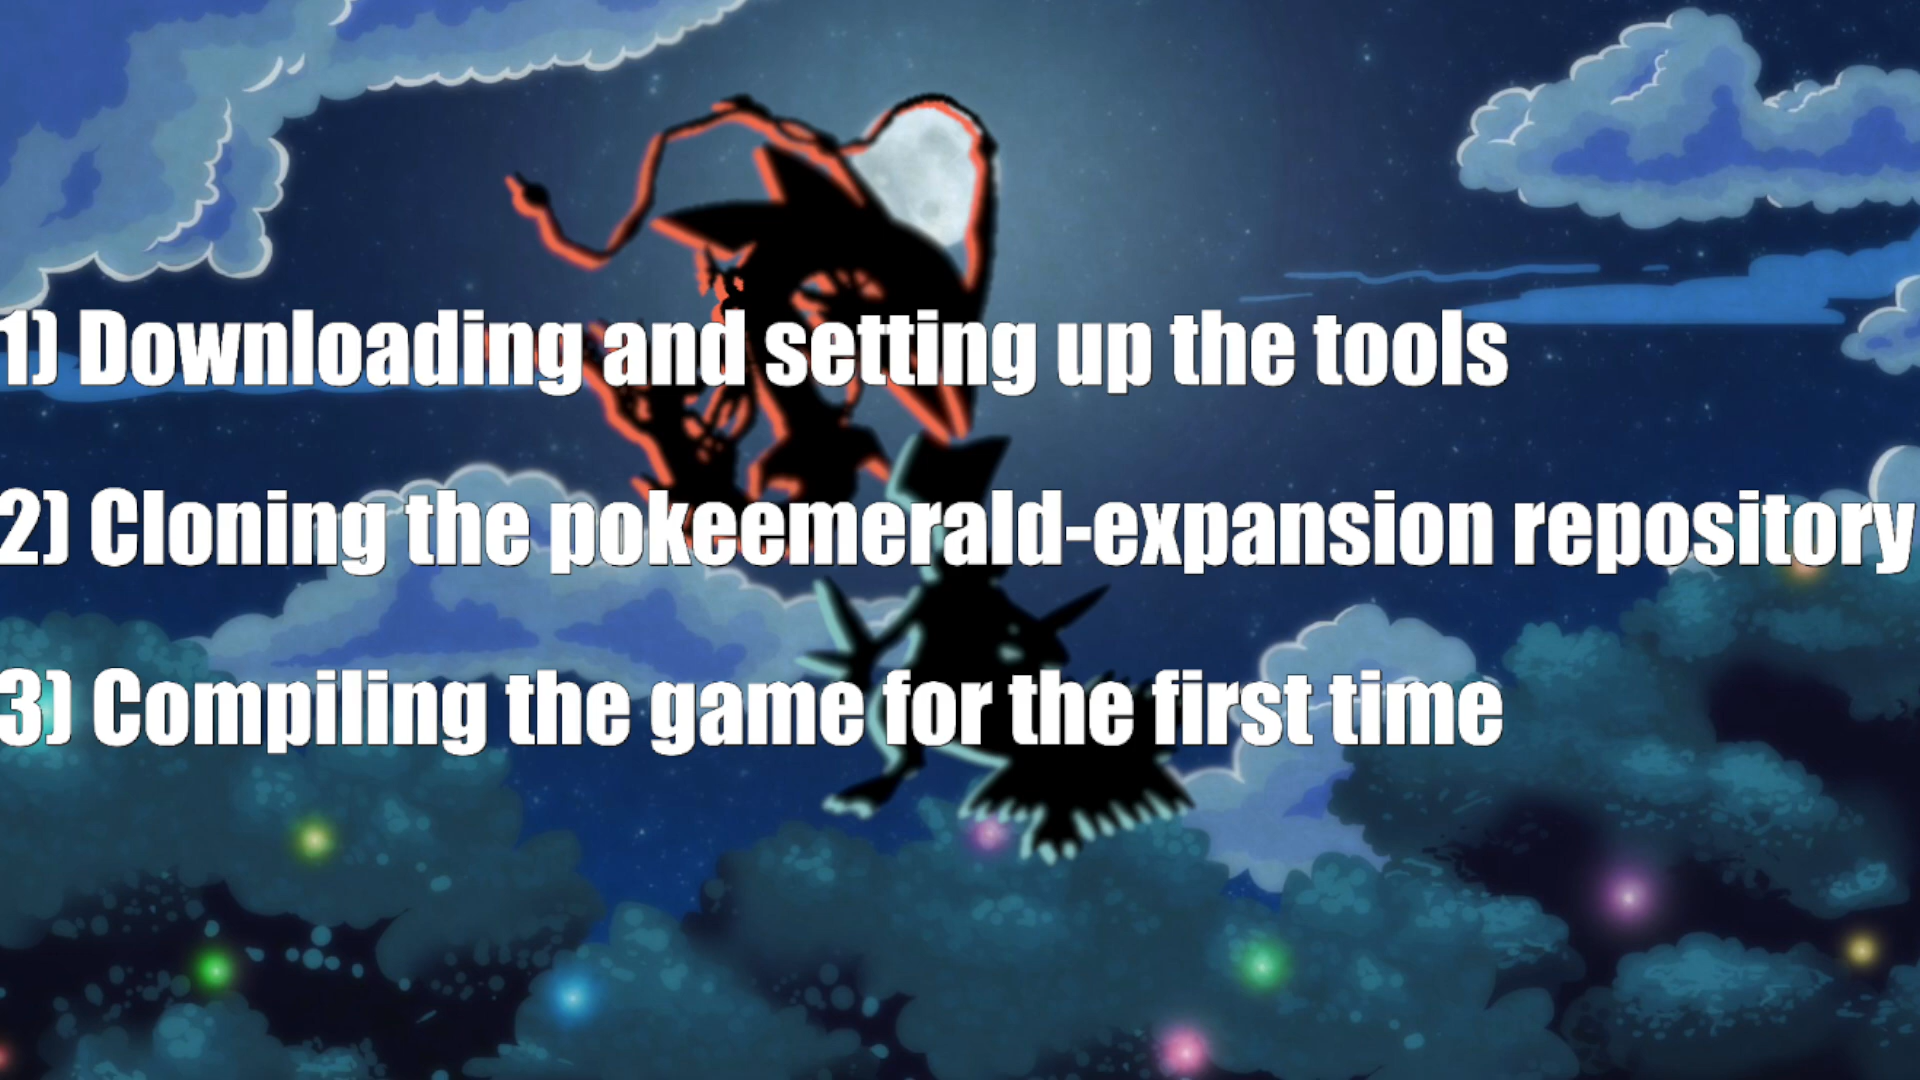 1) Downloading and setting up the tools
2) Cloning the pokeemerald-expansion repository
3) Compiling the game for the first time